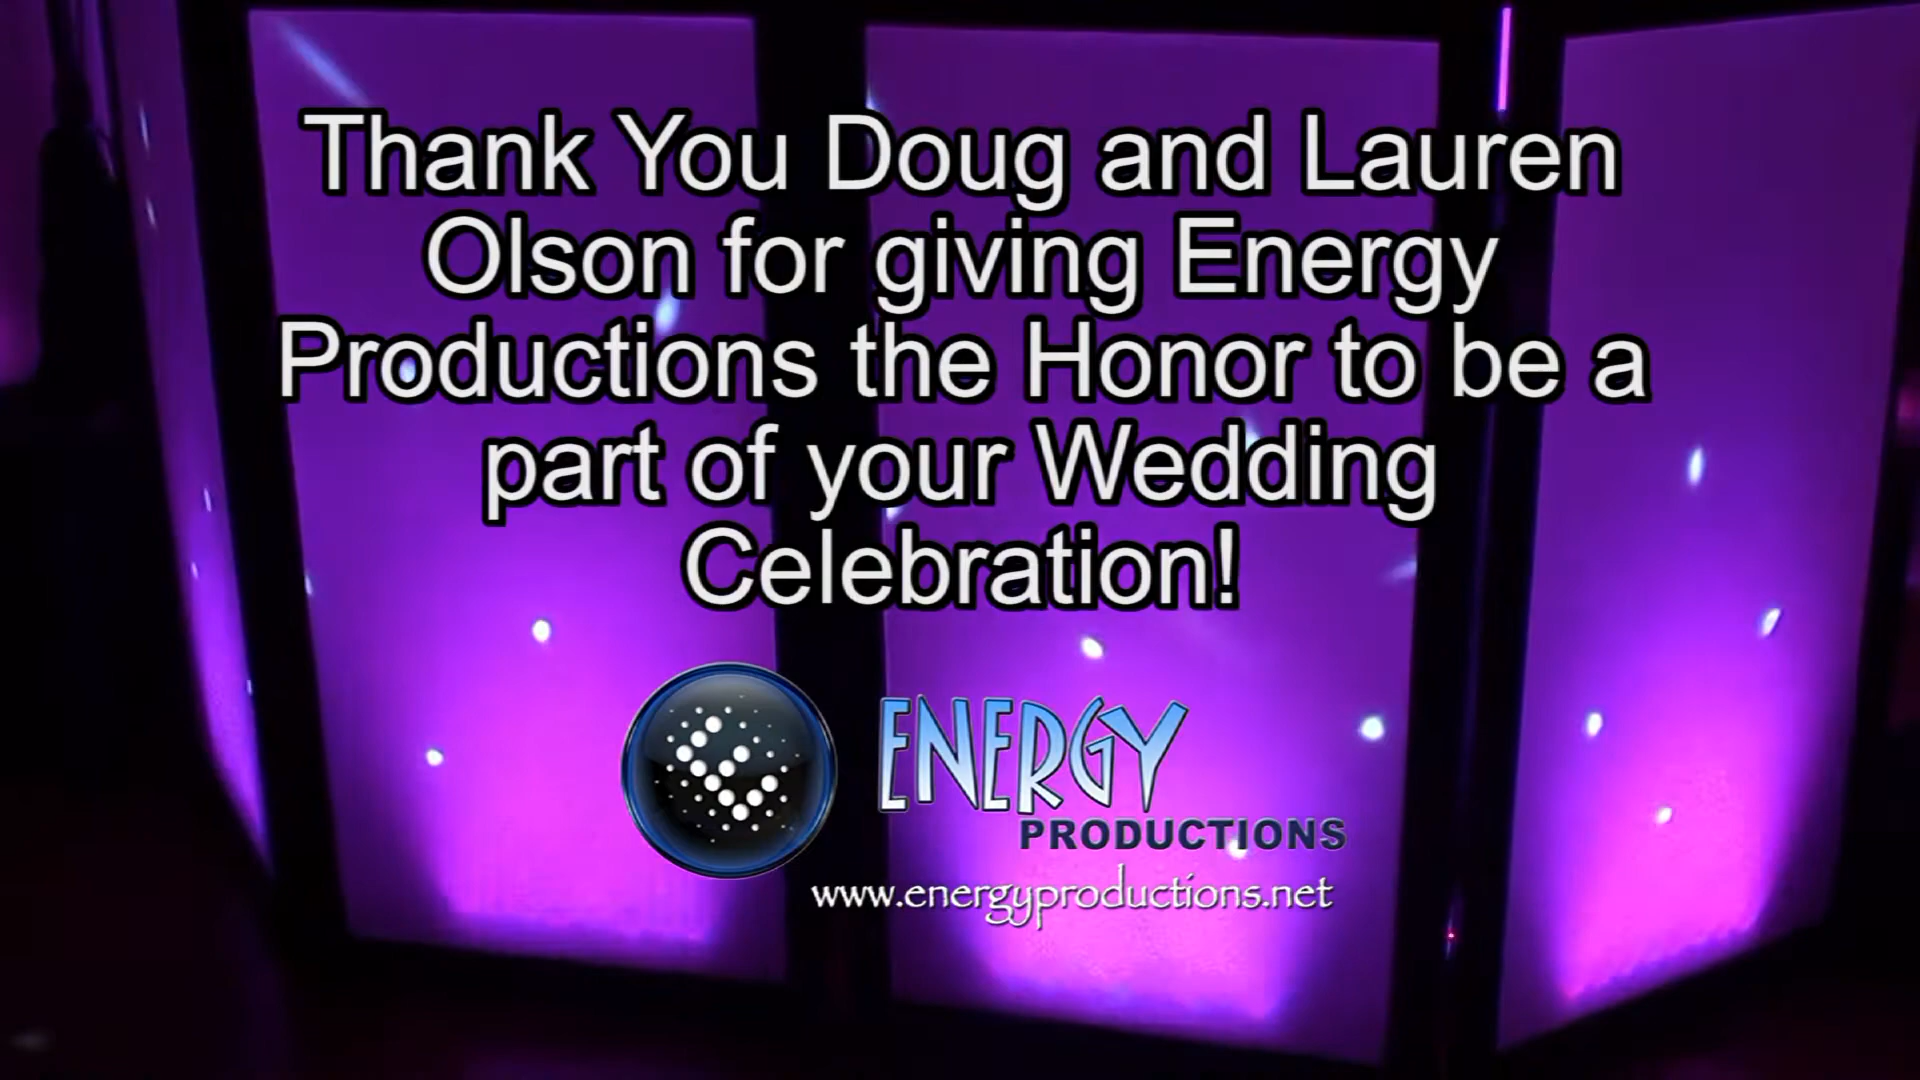 Thank You Doug and Lauren
Olson for giving Energy
Productions the Honor to be a
part of your Wedding
Celebration!
ENERGY
PRODUCTIONS
www.energyproductions.net